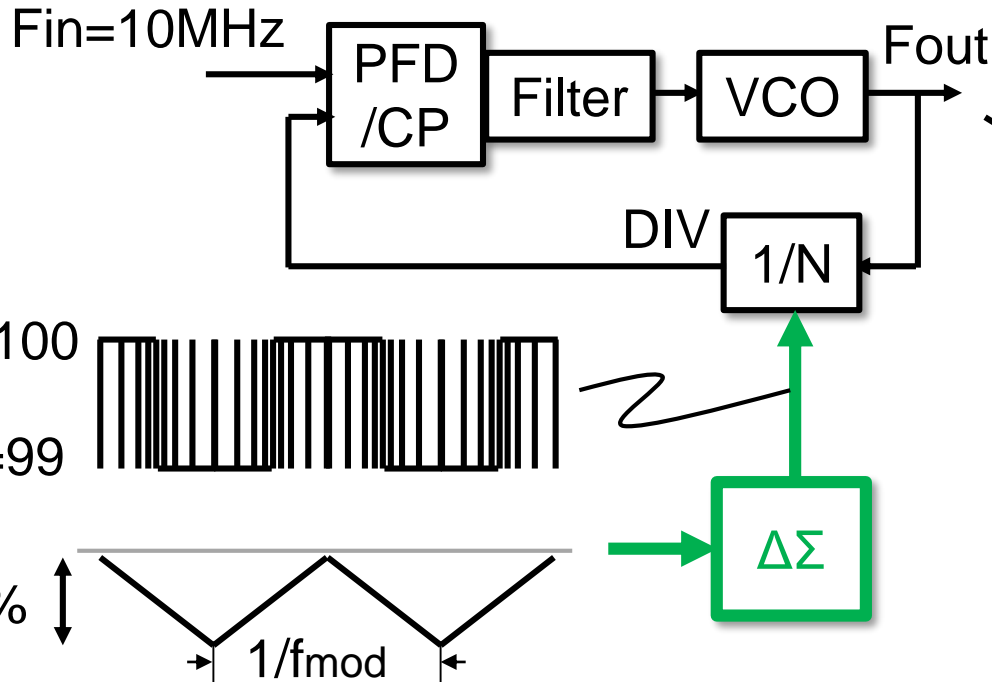 Fin=10MHz
PFD
/CP
Filter
VCO
Fout
DIV
1/N
100
=99
ΔΣ
%
1/fmod